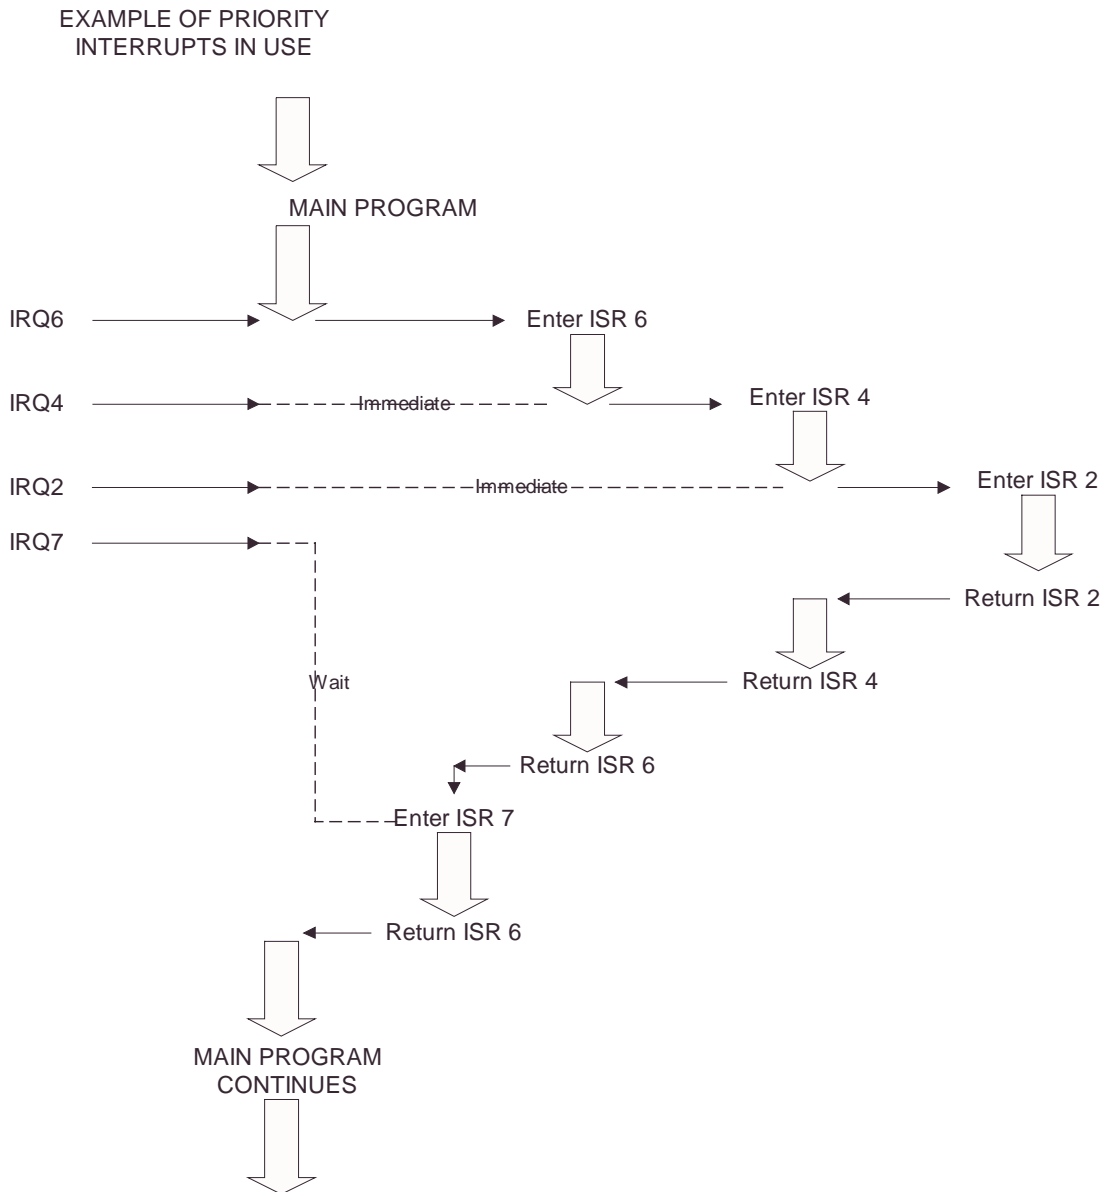 EXAMPLE OF PRIORITY
INTERRUPTS IN USE
MAIN PROGRAM
IRQ6
Enter ISR 6
IRQ4
Immediate
Enter ISR 4
IRQ2
Immediate
Enter ISR 2
IRQ7
Return ISR 2
Wait
Return ISR 4
Return ISR 6
Enter ISR 7
Return ISR 6
MAIN PROGRAM
CONTINUES